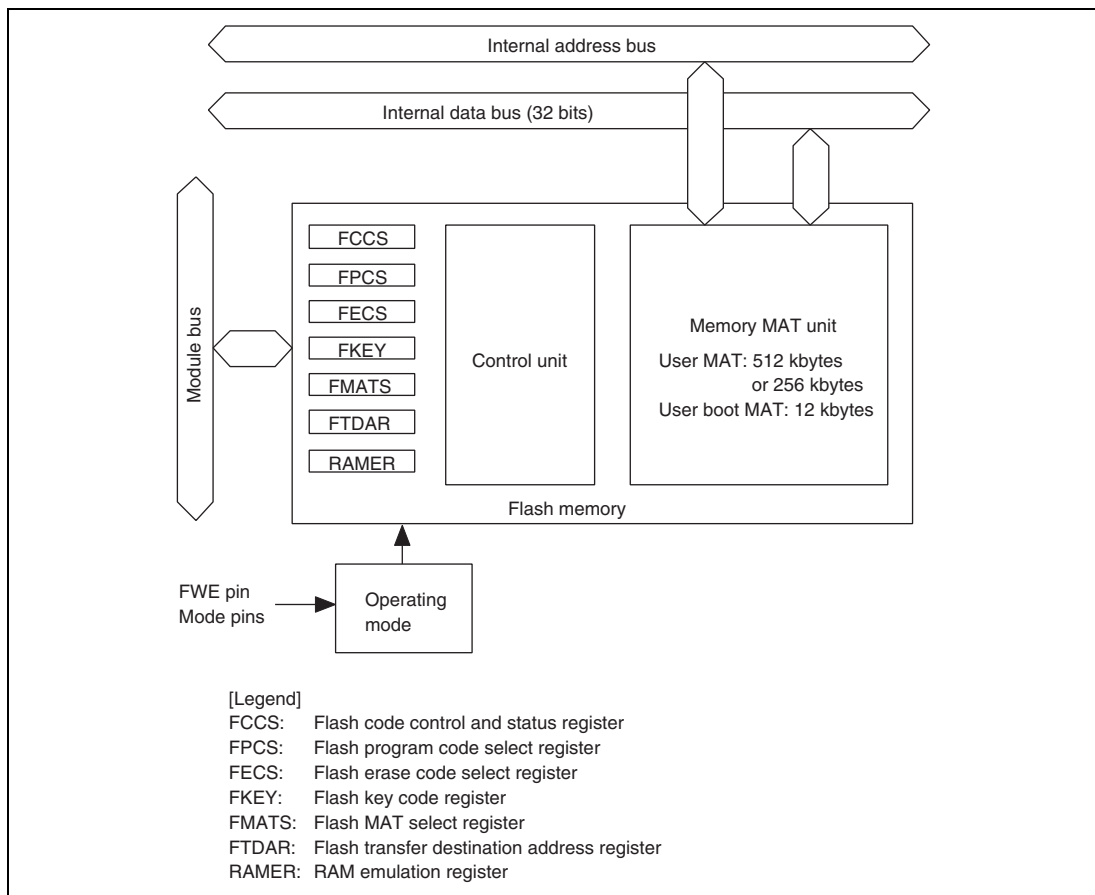 Internal address bus
Internal data bus (32 bits)
Module bus
FCCS
FPCS
FECS
FKEY
FMATS
FTDAR
RAMER
Control unit
Memory MAT unit
User MAT: 512 kbytes
or 256 kbytes
User boot MAT: 12 kbytes
Flash memory
FWE pin
Mode pins
Operating
mode
[Legend]
FCCS: Flash code control and status register
FPCS: Flash program code select register
FECS: Flash erase code select register
FKEY: Flash key code register
FMATS: Flash MAT select register
FTDAR: Flash transfer destination address register
RAMER: RAM emulation register